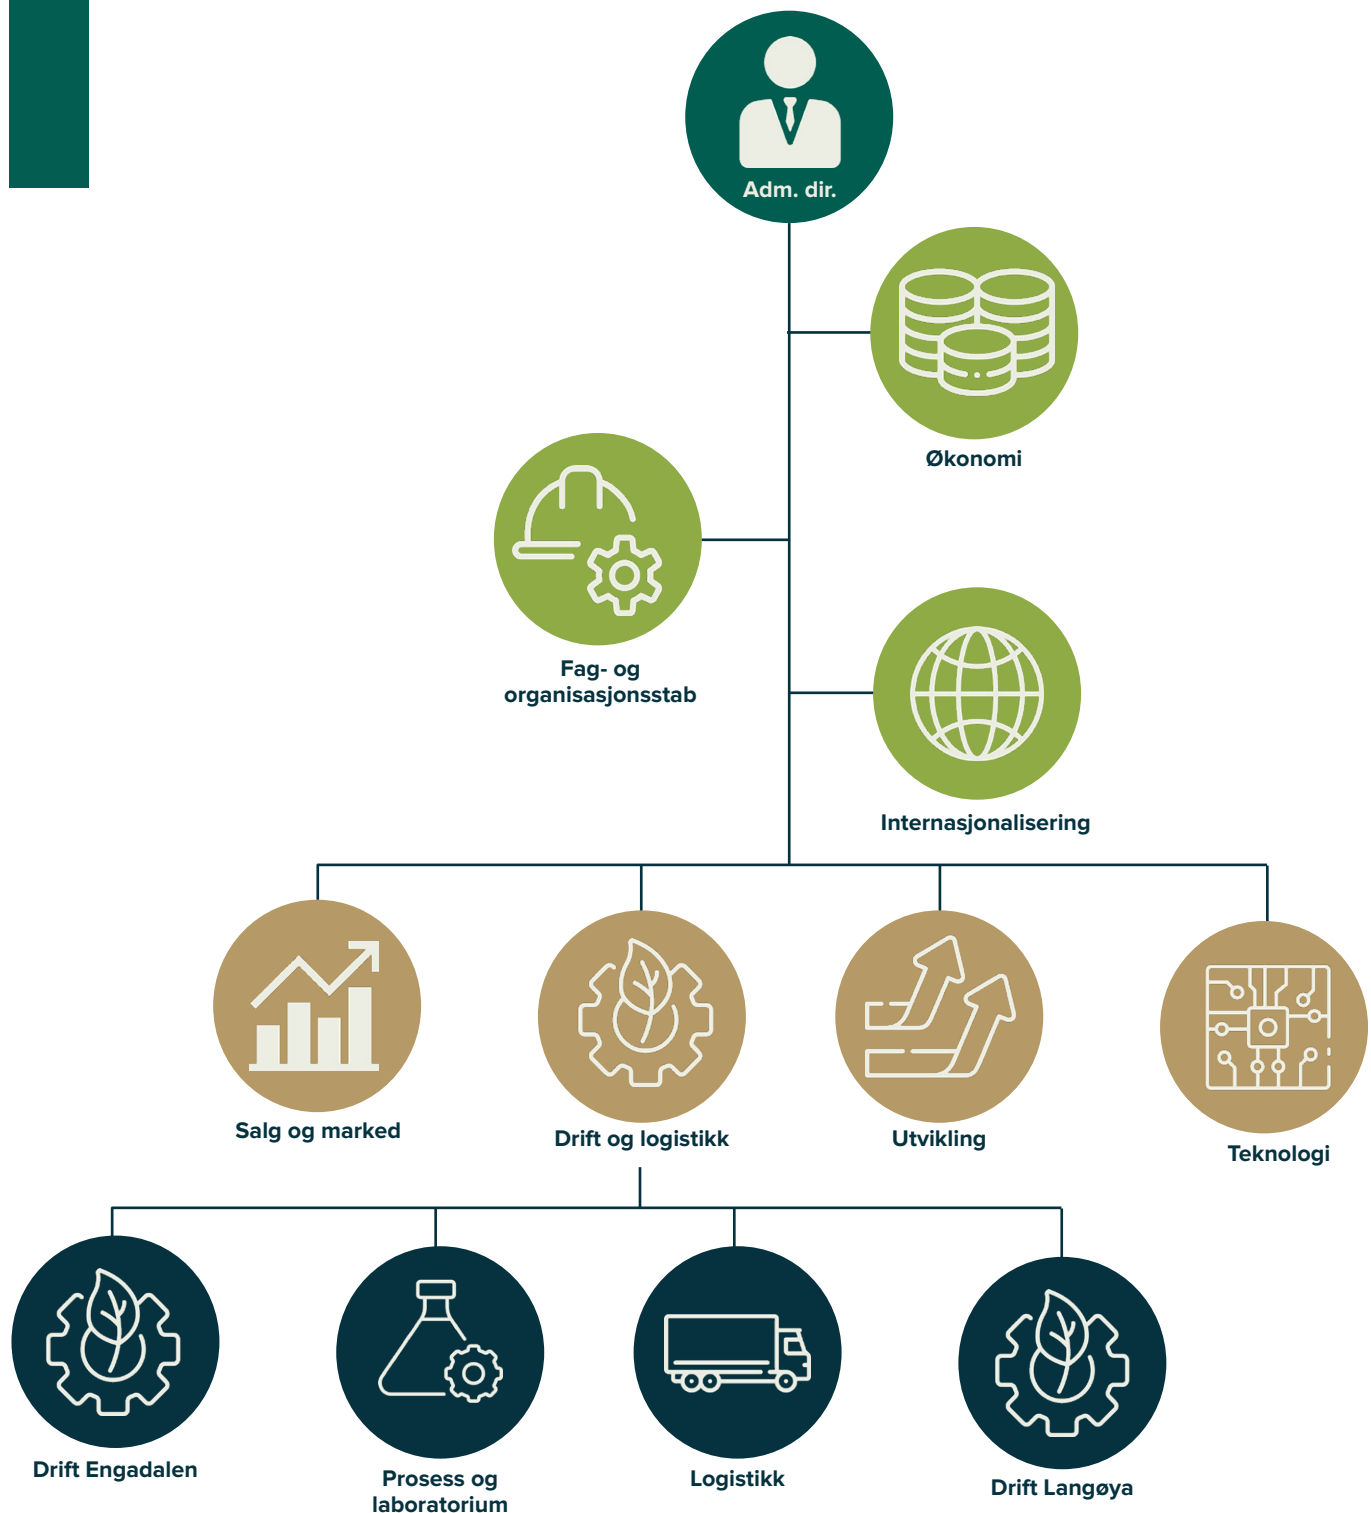 Adm. dir.
Økonomi
Fag- og
organisasjonsstab
Internasjonalisering
Salg og marked
Drift og logistikk
Utvikling
Teknologi
Drift Engadalen
Prosess og
laboratorium
Logistikk
Drift Langøya